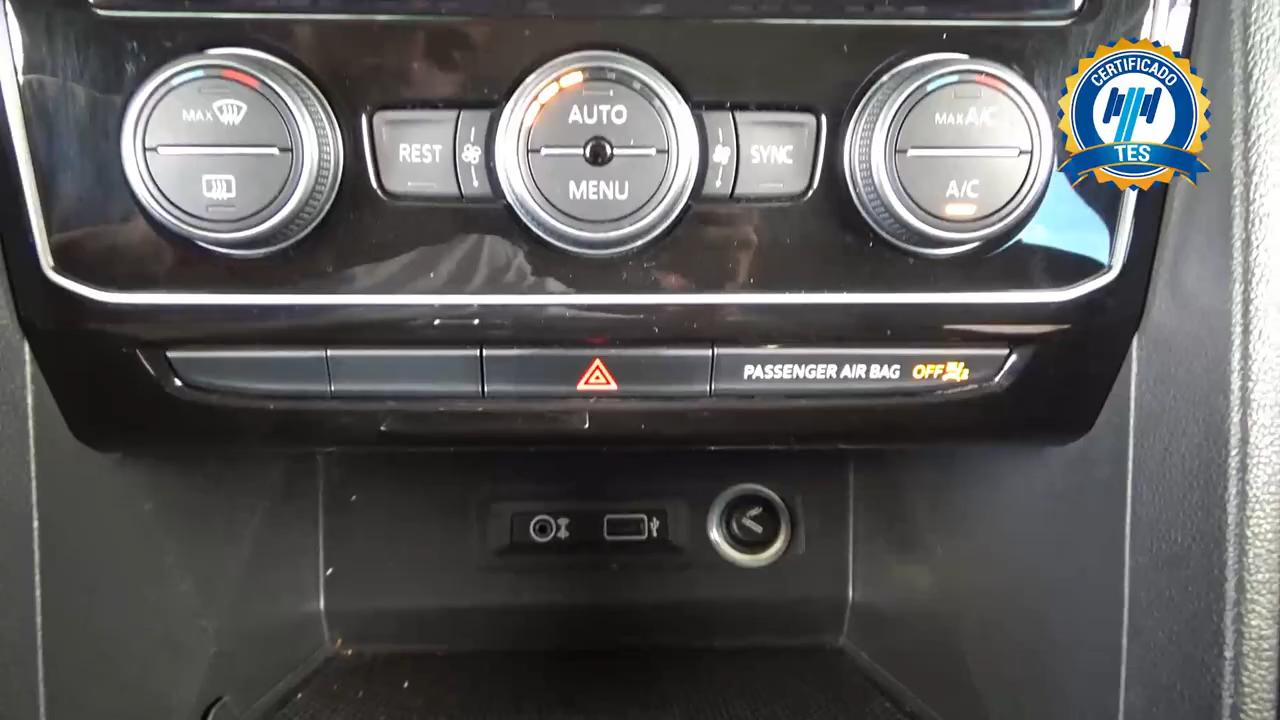 MAX
REST
AUTO
MENU
SYNC
MAX A/C
A/C
CERTIFICADO
TES
PASSENGER AIR BAG OFF